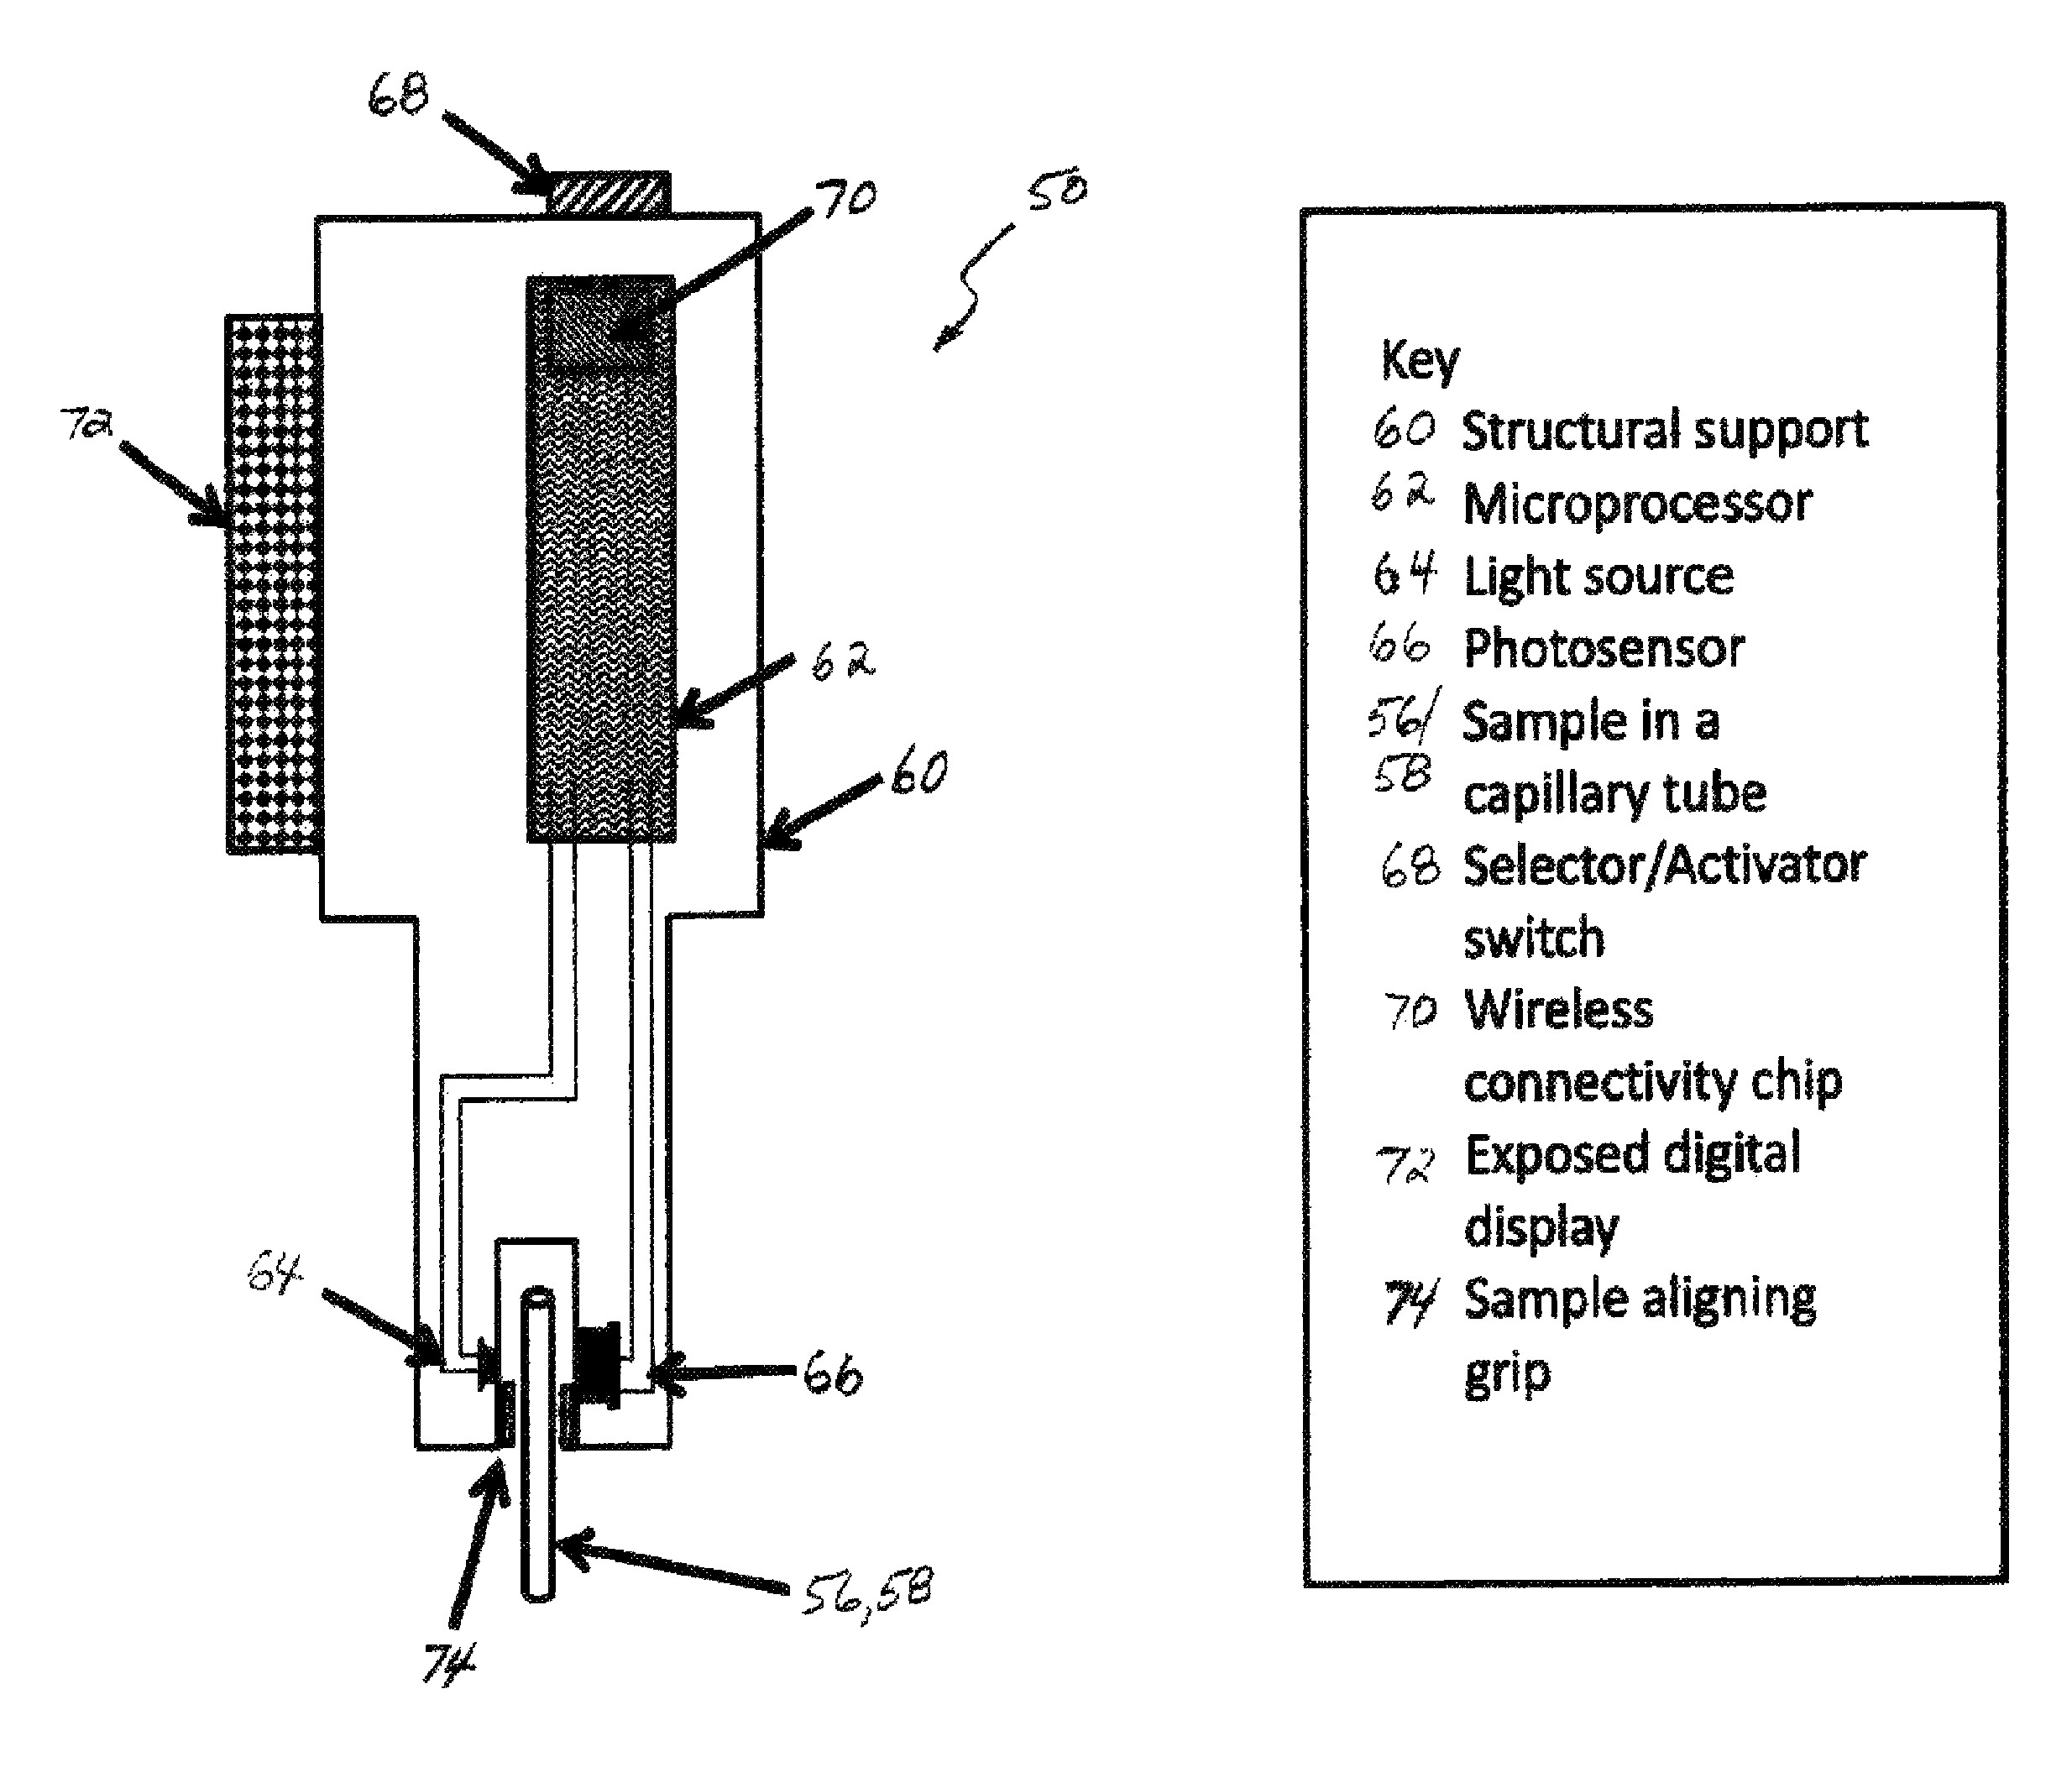 68
70
50
72
62
60
64
66
56,58
74
Key
60 Structural support
62 Microprocessor
64 Light source
66 Photosensor
56/ Sample in a
58 capillary tube
68 Selector/Activator
switch
70 Wireless
connectivity chip
72 Exposed digital
display
74 Sample aligning
grip